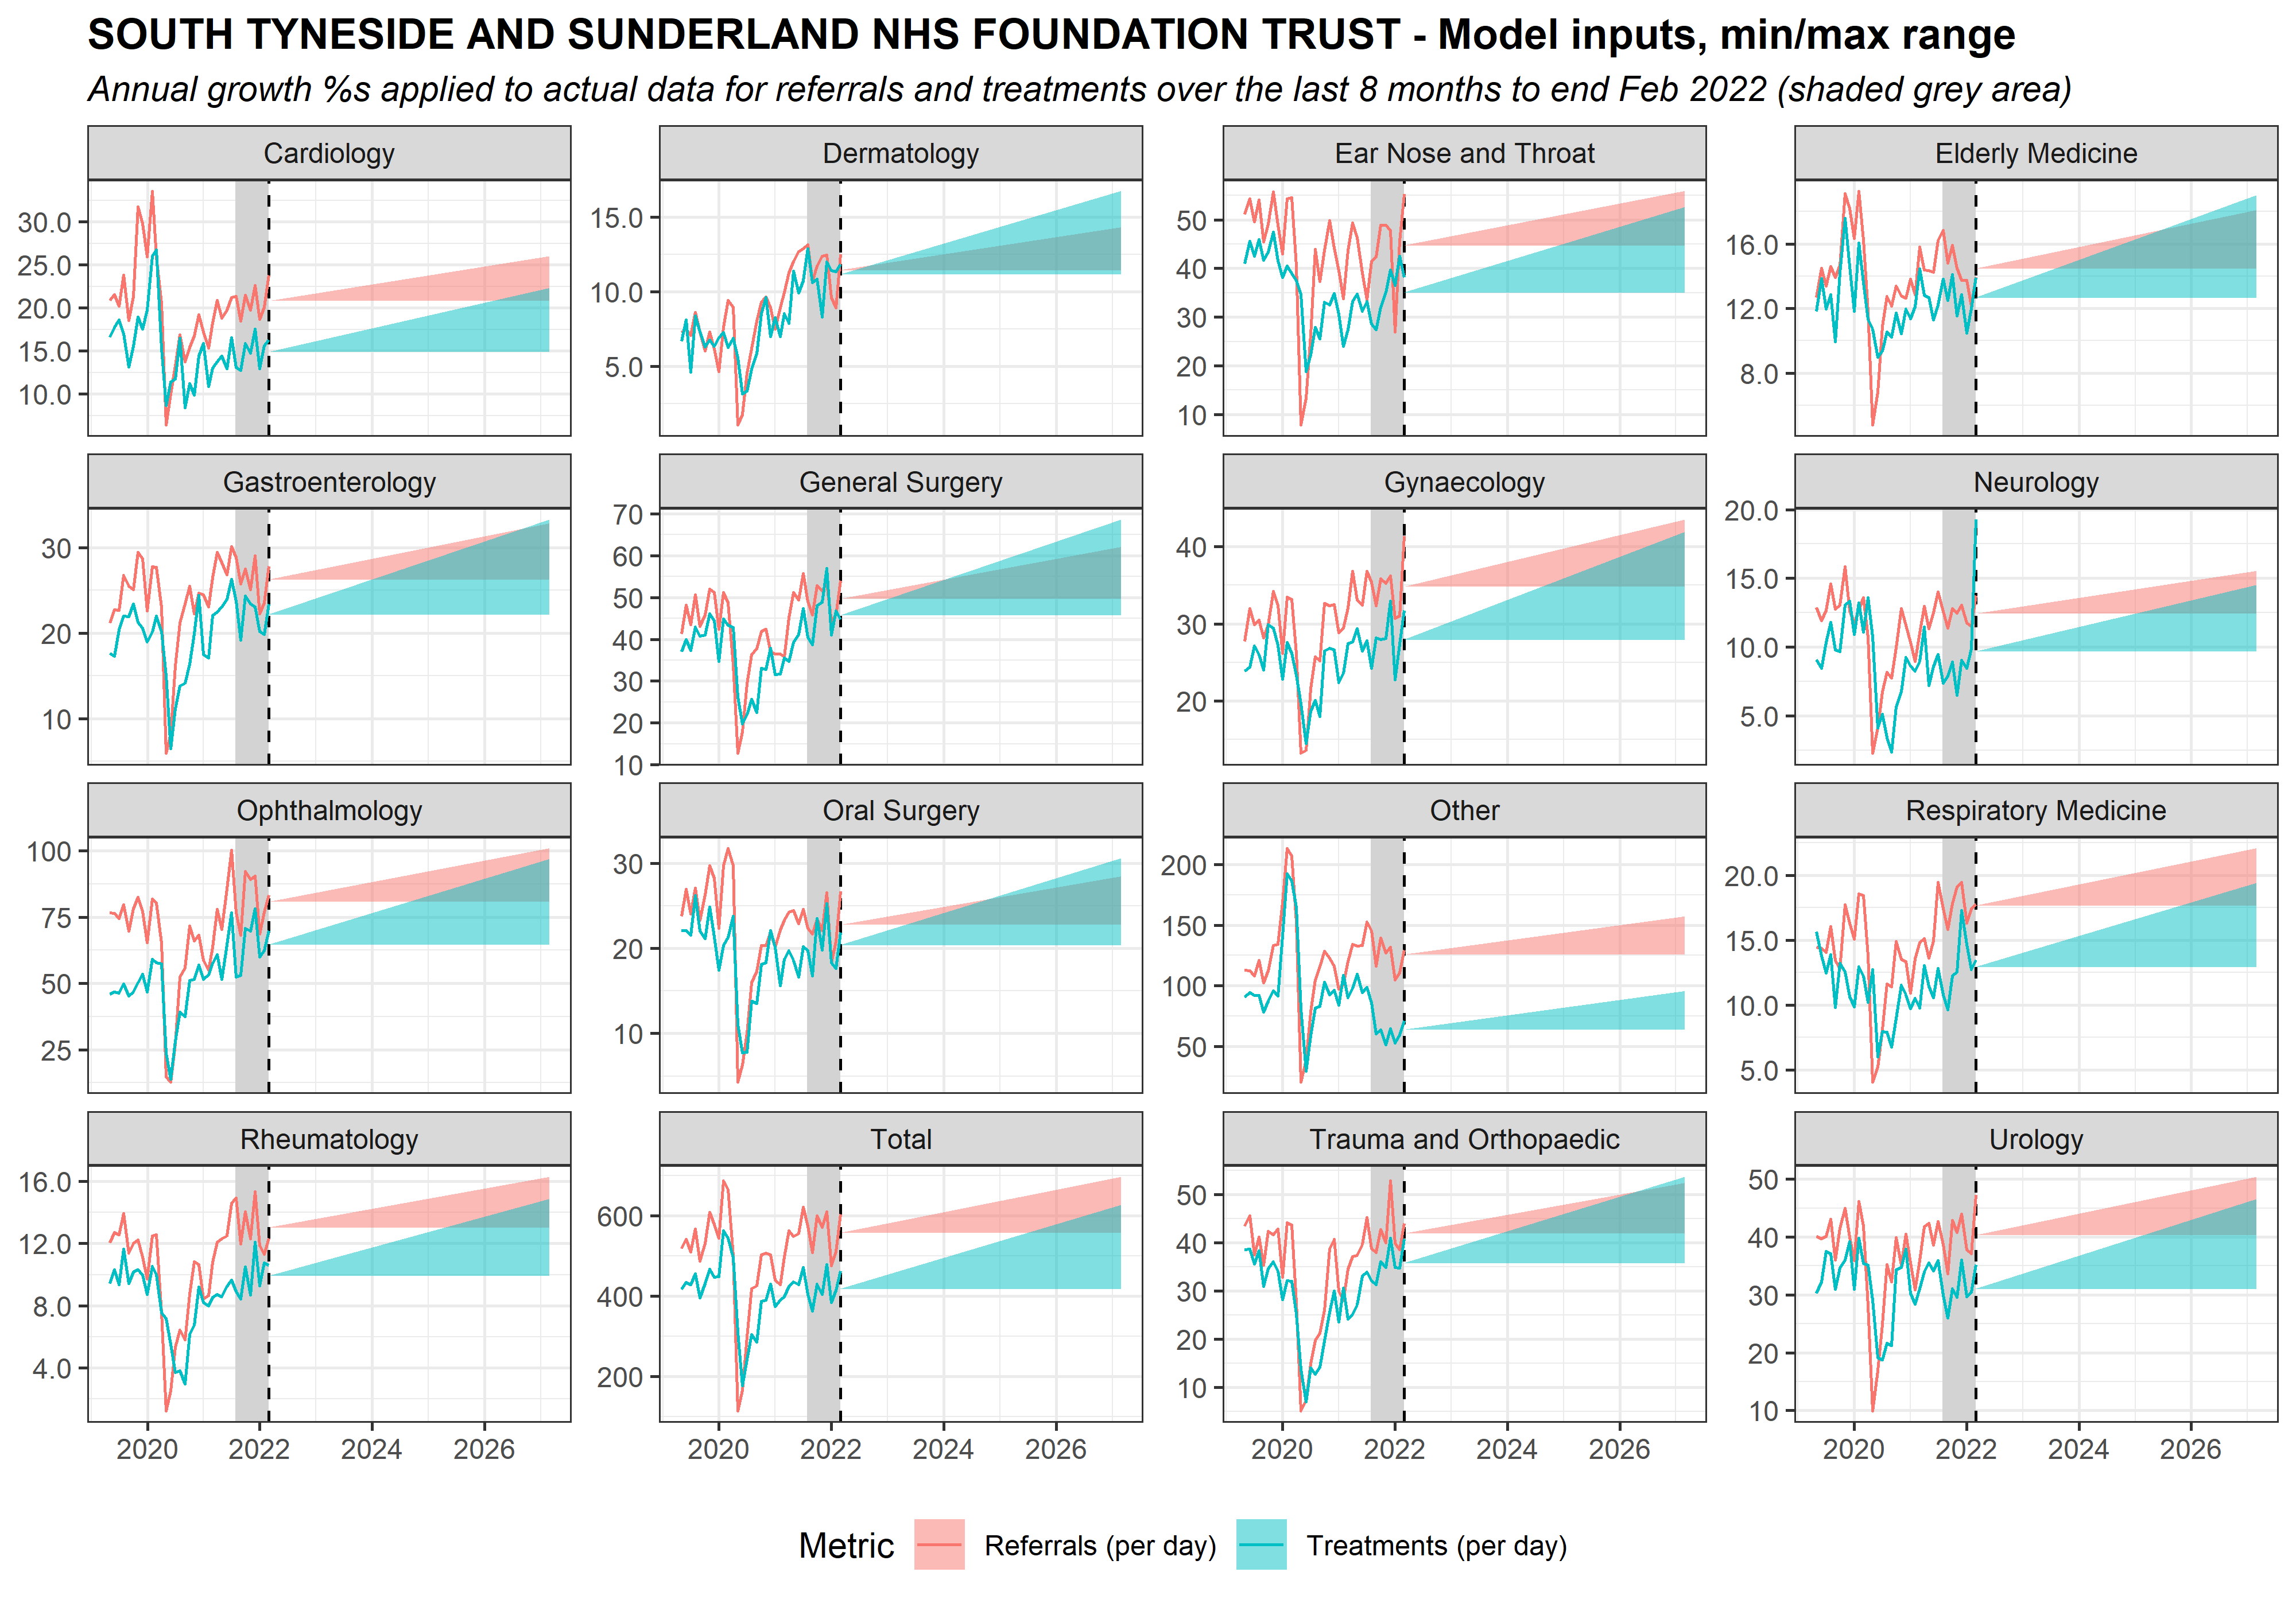 SOUTH TYNESIDE AND SUNDERLAND NHS FOUNDATION TRUST - Model inputs, min/max range
Annual growth %s applied to actual data for referrals and treatments over the last 8 months to end Feb 2022 (shaded grey area)
Cardiology
30.0
25.0
20.0
15.0
10.0
Dermatology
15.0
10.0
5.0
Ear Nose and Throat
50
40
30
20
10
Elderly Medicine
16.0
12.0
8.0
Gastroenterology
30
20
10
General Surgery
70
60
50
40
30
20
10
Gynaecology
40
30
20
Neurology
20.0
15.0
10.0
5.0
Ophthalmology
100
75
50
25
Oral Surgery
30
20
10
Other
200
150
100
50
Respiratory Medicine
20.0
15.0
10.0
5.0
Rheumatology
16.0
12.0
8.0
4.0
2020 2022 2024 2026
Total
600
400
200
2020 2022 2024 2026
Trauma and Orthopaedic
50
40
30
20
10
2020 2022 2024 2026
Urology
50
40
30
20
10
2020 2022 2024 2026
Metric Referrals (per day) Treatments (per day)